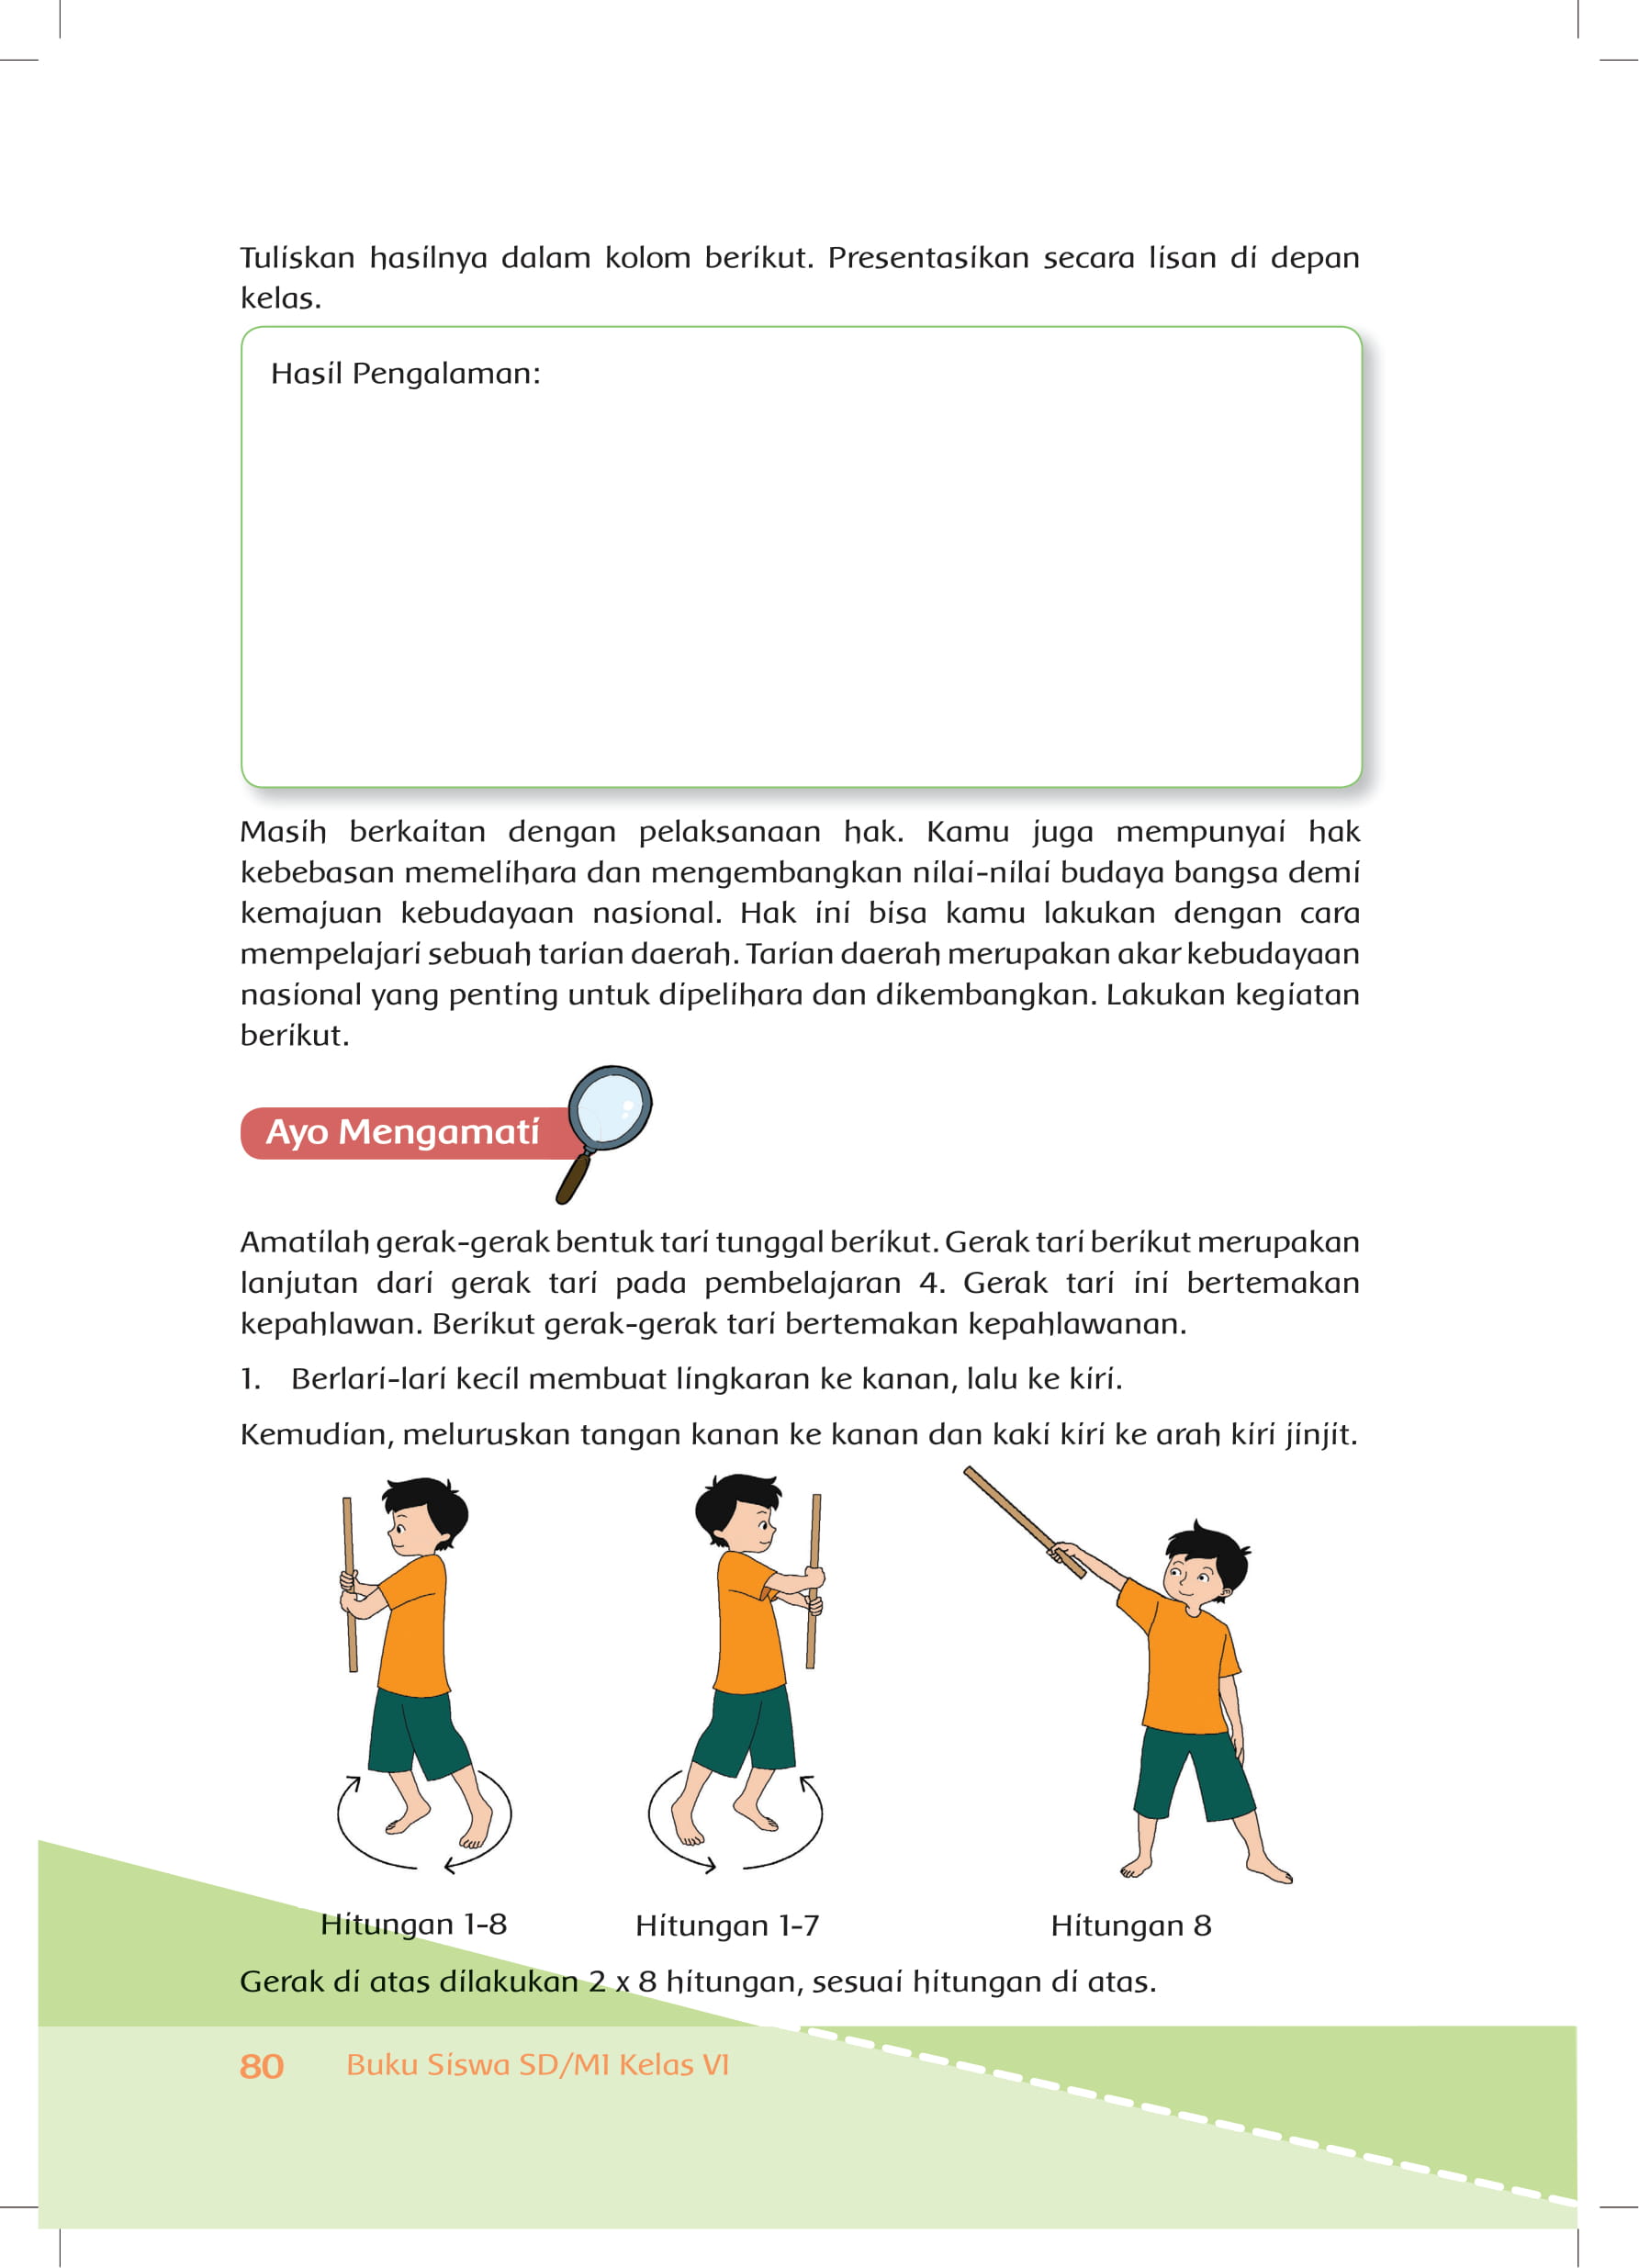 Tuliskan hasilnya dalam kolom berikut. Presentasikan secara lisan di depan
kelas.
Hasil Pengalaman:
Masih berkaitan dengan pelaksanaan hak. Kamu juga mempunyai hak
kebebasan memelihara dan mengembangkan nilai-nilai budaya bangsa demi
kemajuan kebudayaan nasional. Hak ini bisa kamu lakukan dengan cara
mempelajari sebuah tarian daerah. Tarian daerah merupakan akar kebudayaan
nasional yang penting untuk dipelihara dan dikembangkan. Lakukan kegiatan
berikut.
Ayo Mengamati
Amatilah gerak-gerak bentuk tari tunggal berikut. Gerak tari berikut merupakan
lanjutan dari gerak tari pada pembelajaran 4. Gerak tari ini bertemakan
kepahlawan. Berikut gerak-gerak tari bertemakan kepahlawanan.
1. Berlari-lari kecil membuat lingkaran ke kanan, lalu ke kiri.
Kemudian, meluruskan tangan kanan ke kanan dan kaki kiri ke arah kiri jinjit.
Hitungan 1-8
Hitungan 1-7
Hitungan 8
Gerak di atas dilakukan 2 x 8 hitungan, sesuai hitungan di atas.
80 Buku Siswa SD/MI Kelas VI